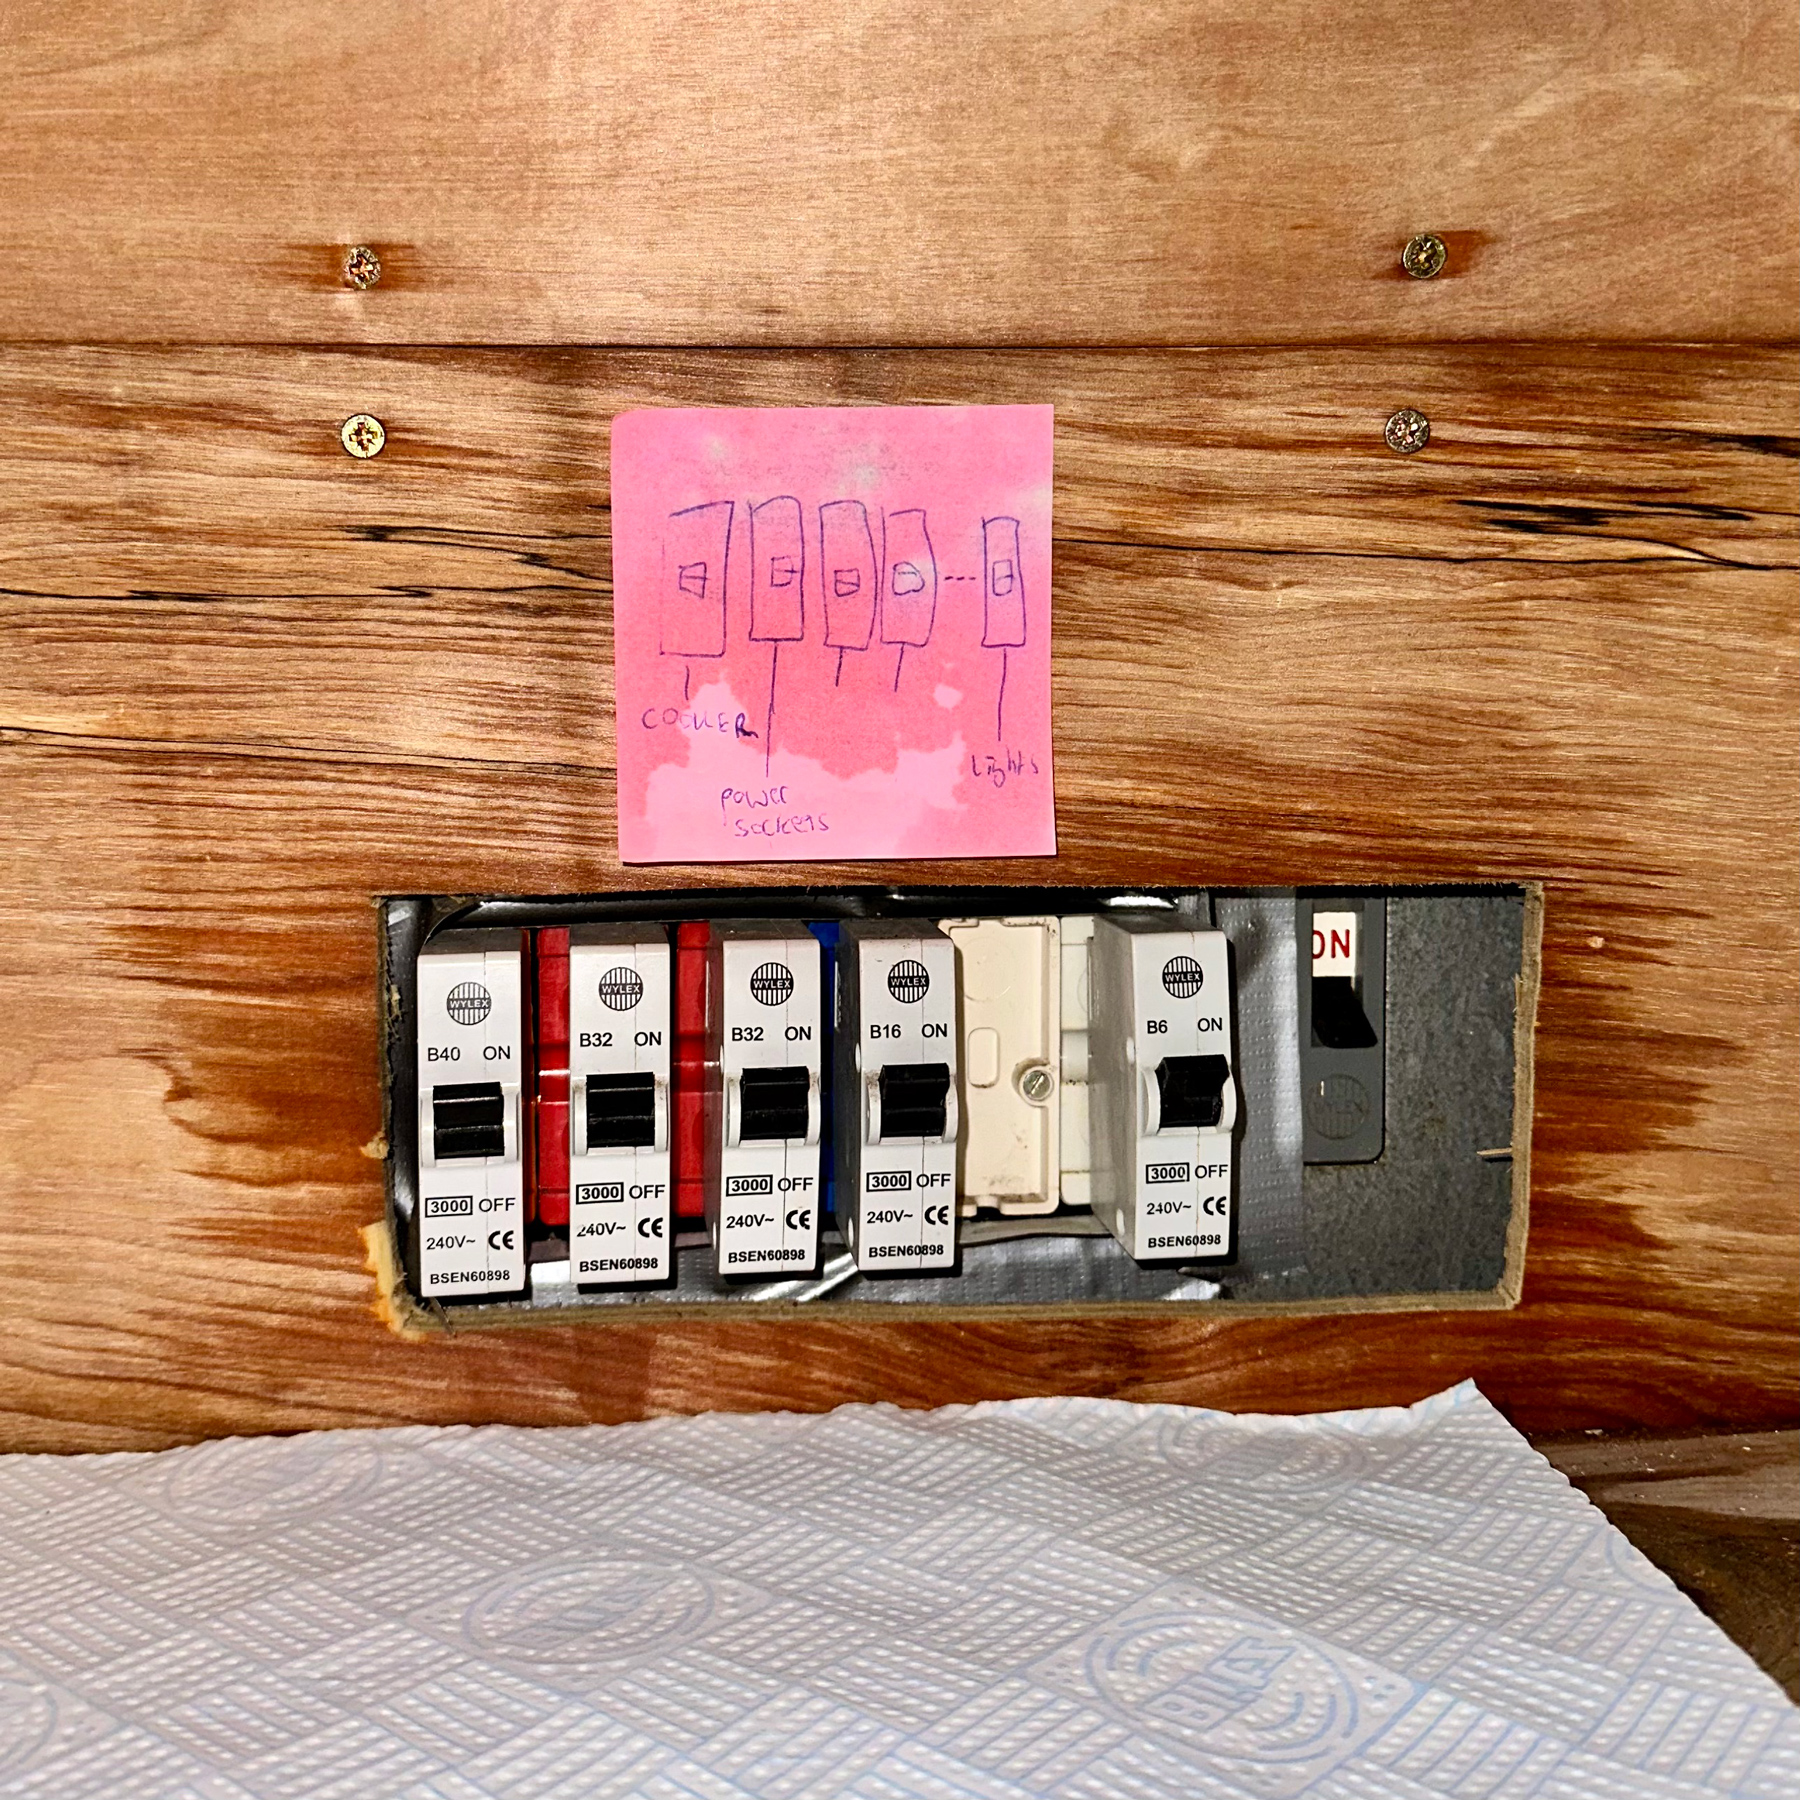 COOKER
power
sockets
Lights
WYLEX
B40 ON
3000 OFF
240V~ CE
BSEN60898
WYLEX
B32 ON
3000 OFF
240V~ CE
BSEN60898
WYLEX
B32 ON
3000 OFF
240V~ CE
BSEN60898
WYLEX
B16 ON
3000 OFF
240V~ CE
BSEN60898
WYLEX
B6 ON
3000 OFF
240V~ CE
BSEN60898
ON